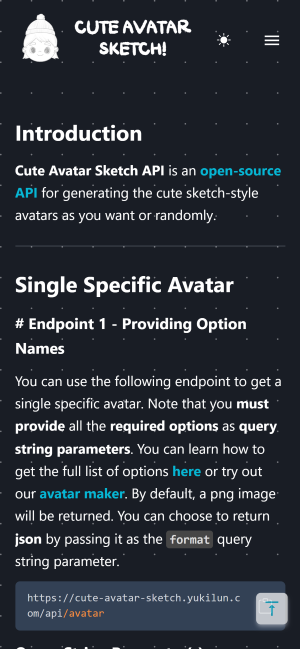 CUTE AVATAR
SKETCH!
Introduction
Cute Avatar Sketch API is an open-source
API for generating the cute sketch-style
avatars as you want or randomly.
Single Specific Avatar
# Endpoint 1 - Providing Option
Names
You can use the following endpoint to get a
single specific avatar. Note that you must
provide all the required options as query
string parameters. You can learn how to
get the full list of options here or try out
our avatar maker. By default, a png image
will be returned. You can choose to return
json by passing it as the format query
string parameter.
https://cute-avatar-sketch.yukilun.c
om/api/avatar